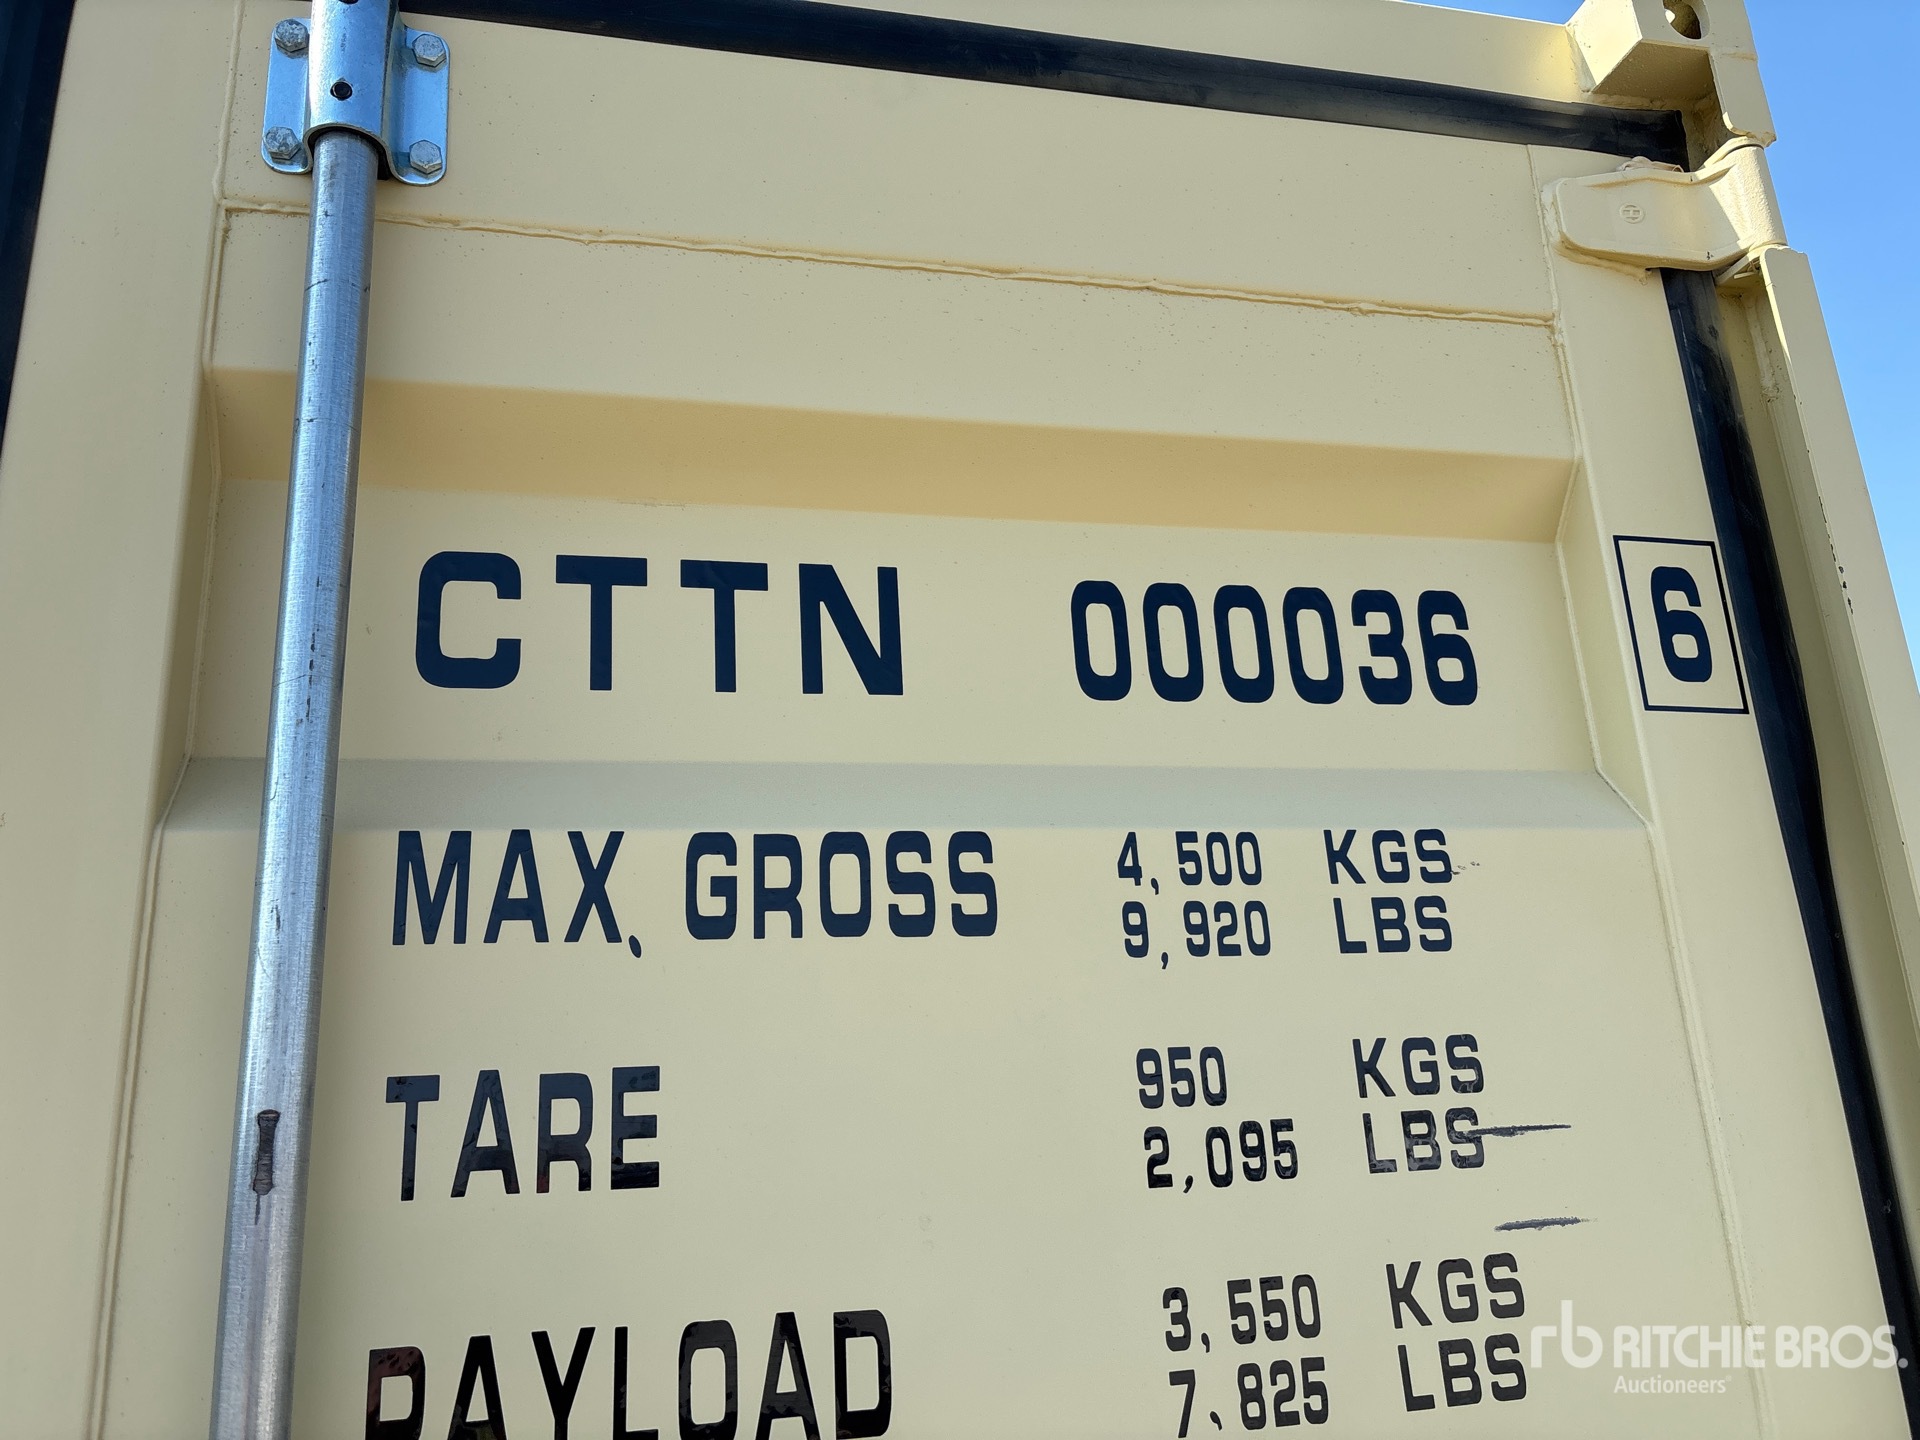 CTTN 000036 6
MAX. GROSS 4,500 KGS
9,920 LBS
TARE 950 KGS
2,095 LBS
PAYLOAD 3,550 KGS
7,825 LBS
rb RITCHIE BROS.
Auctioneers